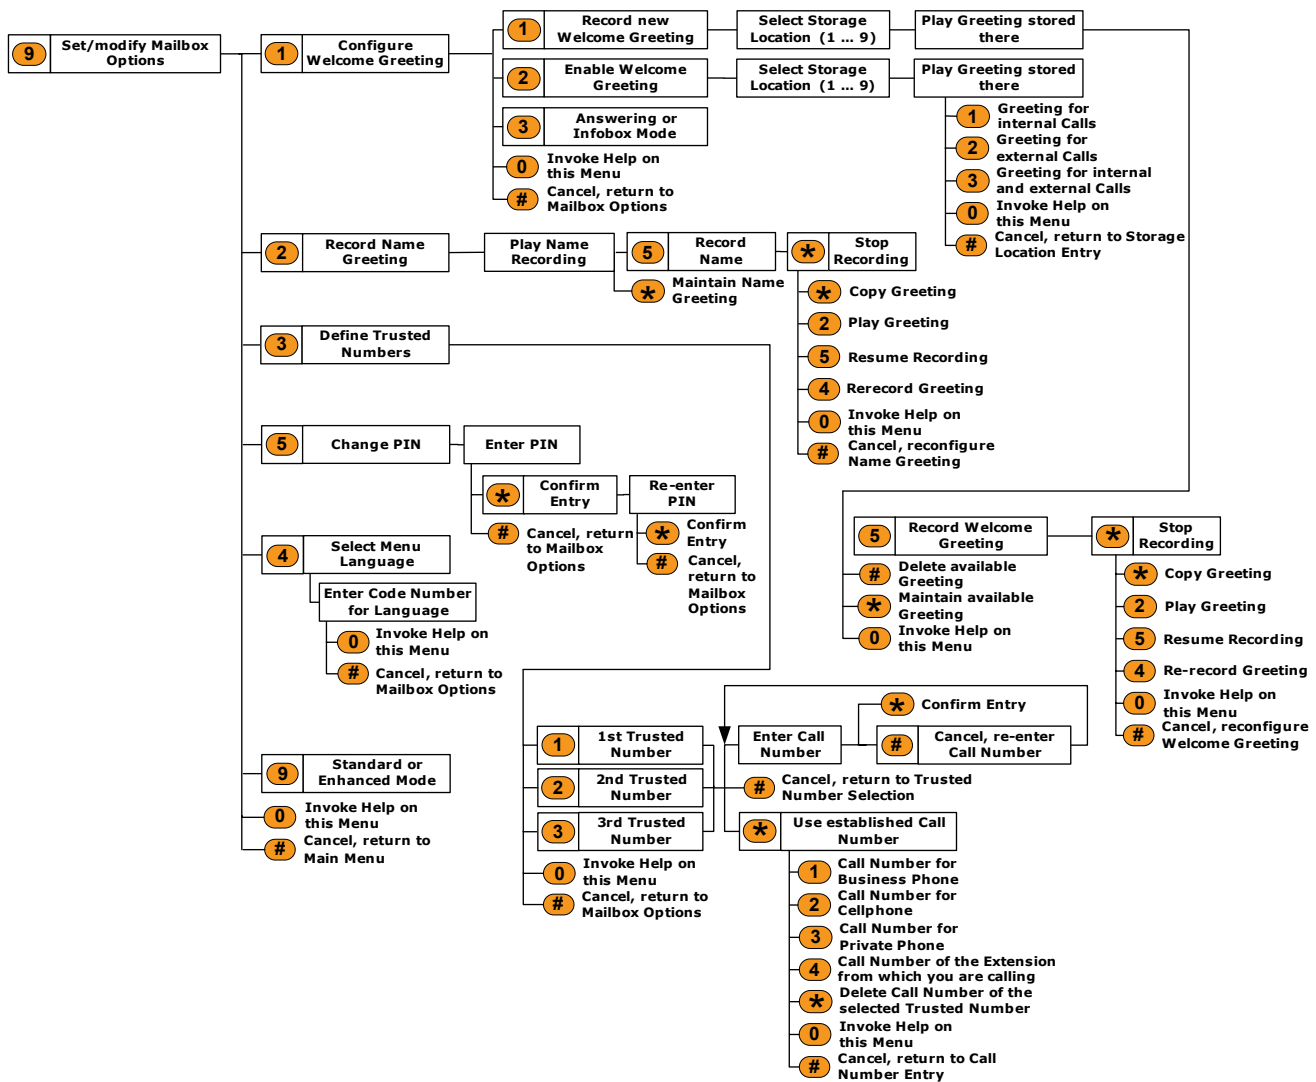 9 Set/modify Mailbox
Options
1 Configure
Welcome Greeting
1 Record new
Welcome Greeting
Select Storage
Location (1 ... 9)
Play Greeting stored
there
2 Enable Welcome
Greeting
Select Storage
Location (1 ... 9)
Play Greeting stored
there
1 Greeting for
internal Calls
2 Greeting for
external Calls
3 Greeting for internal
and external Calls
0 Invoke Help on
this Menu
# Cancel, return to Storage
Location Entry
3 Answering or
Infobox Mode
0 Invoke Help on
this Menu
# Cancel, return to
Mailbox Options
2 Record Name
Greeting
Play Name
Recording
5 Record
Name
* Stop
Recording
* Maintain Name
Greeting
* Copy Greeting
2 Play Greeting
5 Resume Recording
4 Rerecord Greeting
0 Invoke Help on
this Menu
# Cancel, reconfigure
Name Greeting
3 Define Trusted
Numbers
5 Change PIN
Enter PIN
* Confirm
Entry
Re-enter
PIN
# Cancel, return
to Mailbox
Options
* Confirm
Entry
# Cancel,
return to
Mailbox
Options
4 Select Menu
Language
Enter Code Number
for Language
0 Invoke Help on
this Menu
# Cancel, return to
Mailbox Options
5 Record Welcome
Greeting
* Stop
Recording
# Delete available
Greeting
* Maintain available
Greeting
0 Invoke Help on
this Menu
* Copy Greeting
2 Play Greeting
5 Resume Recording
4 Re-record Greeting
0 Invoke Help on
this Menu
# Cancel, reconfigure
Welcome Greeting
9 Standard or
Enhanced Mode
0 Invoke Help on
this Menu
# Cancel, return to
Main Menu
1 1st Trusted
Number
2 2nd Trusted
Number
3 3rd Trusted
Number
0 Invoke Help on
this Menu
# Cancel, return to
Mailbox Options
Enter Call
Number
* Confirm Entry
# Cancel, re-enter
Call Number
# Cancel, return to Trusted
Number Selection
* Use established Call
Number
1 Call Number for
Business Phone
2 Call Number for
Cellphone
3 Call Number for
Private Phone
4 Call Number of the Extension
from which you are calling
* Delete Call Number of the
selected Trusted Number
0 Invoke Help on
this Menu
# Cancel, return to Call
Number Entry